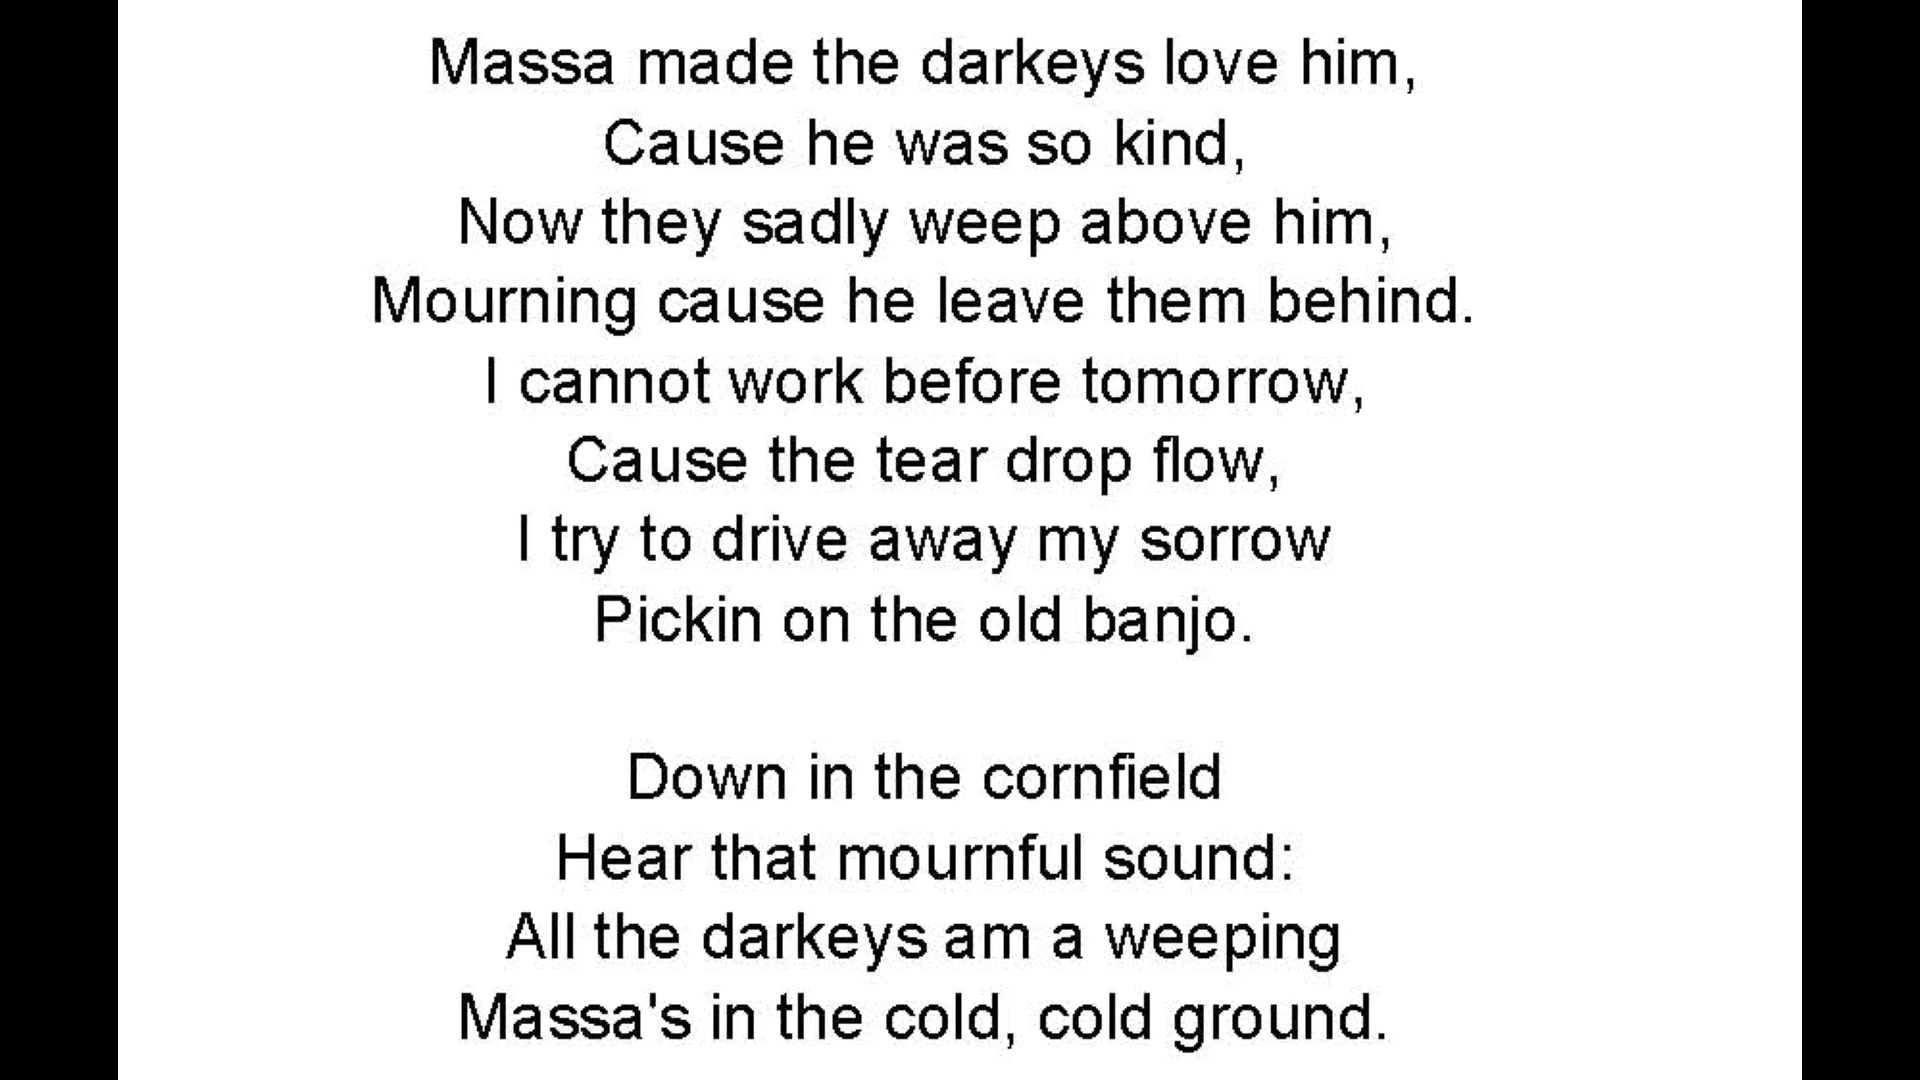 Massa made the darkeys love him,
Cause he was so kind,
Now they sadly weep above him,
Mourning cause he leave them behind.
I cannot work before tomorrow,
Cause the tear drop flow,
I try to drive away my sorrow
Pickin on the old banjo.
Down in the cornfield
Hear that mournful sound:
All the darkeys am a weeping
Massa's in the cold, cold ground.